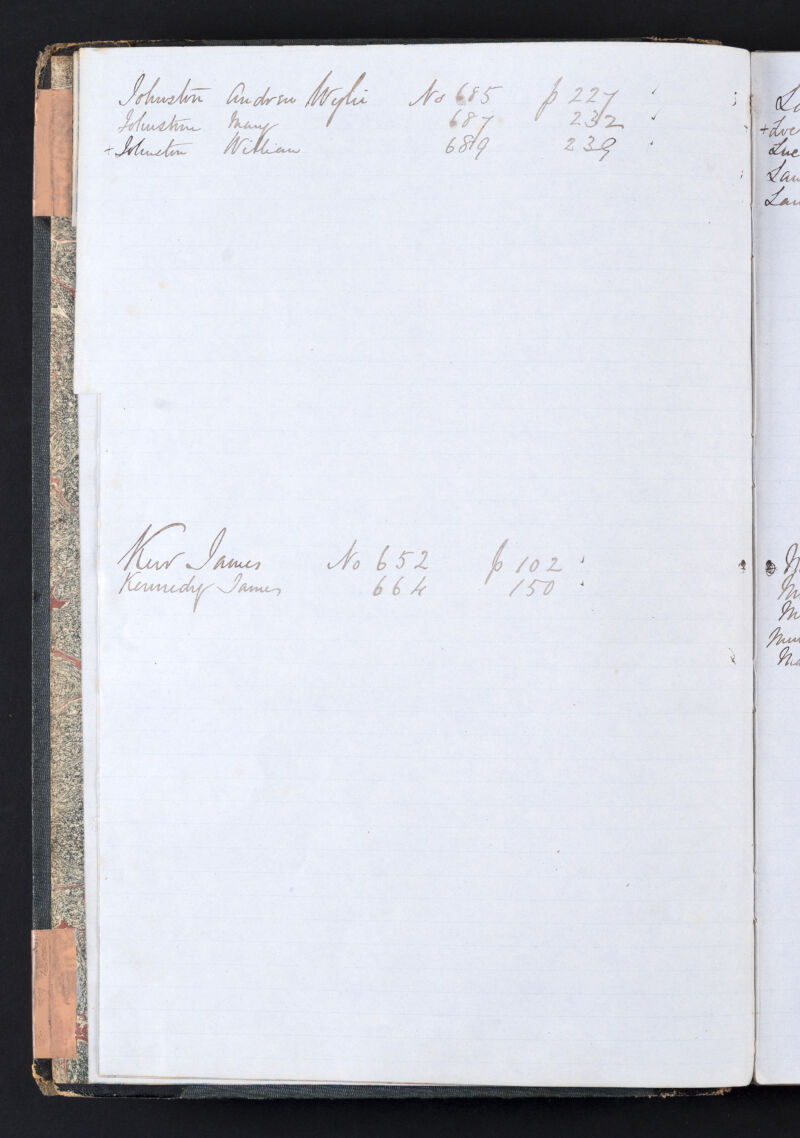 Johnston Andrew Wylie No 685 p 227
Johnstone Mary 687 232
+ Johnston William 689 239
Kerr James No 652 p 102
Kennedy James 664 150